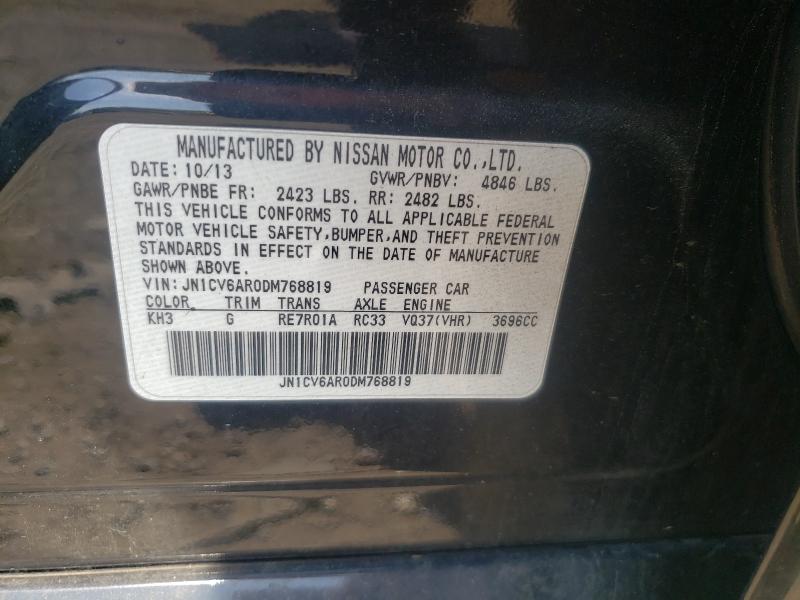 MANUFACTURED BY NISSAN MOTOR CO.,LTD.
DATE: 10/13 GVWR/PNBV: 4846 LBS.
GAWR/PNBE FR: 2423 LBS. RR: 2482 LBS.
THIS VEHICLE CONFORMS TO ALL APPLICABLE FEDERAL
MOTOR VEHICLE SAFETY,BUMPER,AND THEFT PREVENTION
STANDARDS IN EFFECT ON THE DATE OF MANUFACTURE
SHOWN ABOVE.
VIN: JN1CV6AR0DM768819 PASSENGER CAR
COLOR TRIM TRANS AXLE ENGINE
KH3 G RE7R01A RC33 VQ37(VHR) 3696CC
JN1CV6AR0DM768819